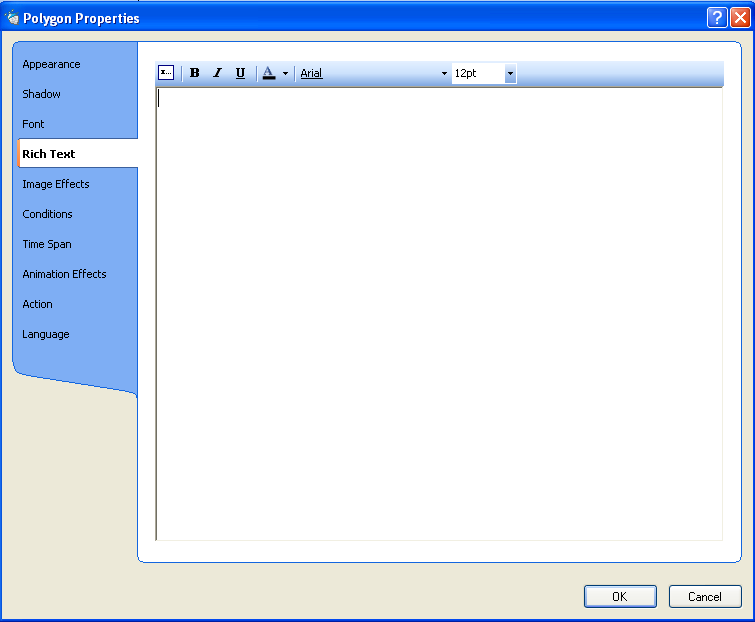 Polygon Properties
Appearance
Shadow
Font
Rich Text
Image Effects
Conditions
Time Span
Animation Effects
Action
Language
B I U A Arial 12pt
OK Cancel